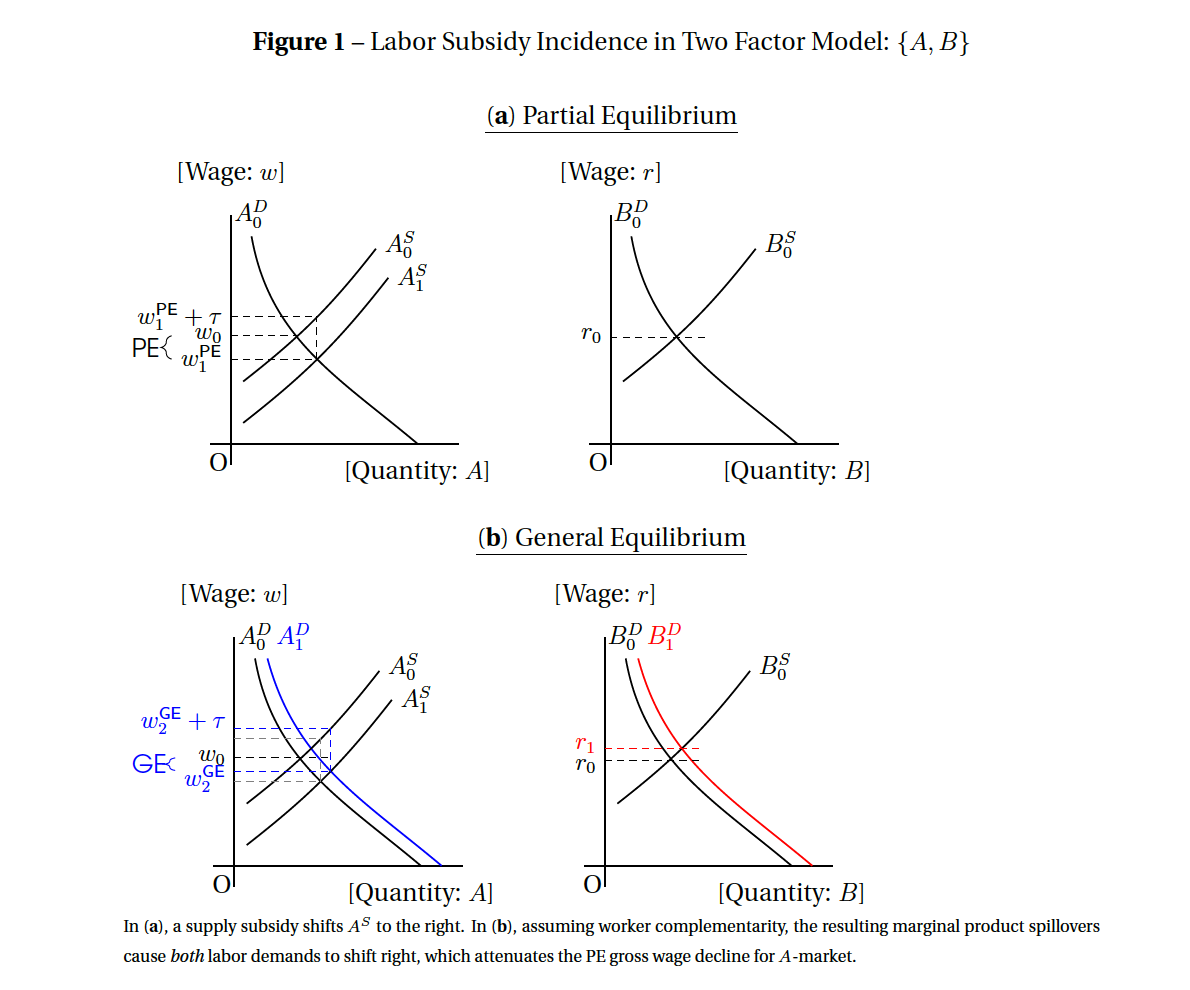 Figure 1 – Labor Subsidy Incidence in Two Factor Model: {A, B}
(a) Partial Equilibrium
[Wage: w]
[Wage: r]
A_0^D
A_0^S
A_1^S
w_1^PE + τ
w_0
PE{
w_1^PE
O
[Quantity: A]
B_0^D
B_0^S
r_0
O
[Quantity: B]
(b) General Equilibrium
[Wage: w]
[Wage: r]
A_0^D A_1^D
A_0^S
A_1^S
w_2^GE + τ
w_0
GE{
w_2^GE
O
[Quantity: A]
B_0^D B_1^D
B_0^S
r_1
r_0
O
[Quantity: B]
In (a), a supply subsidy shifts A^S to the right. In (b), assuming worker complementarity, the resulting marginal product spillovers
cause both labor demands to shift right, which attenuates the PE gross wage decline for A-market.